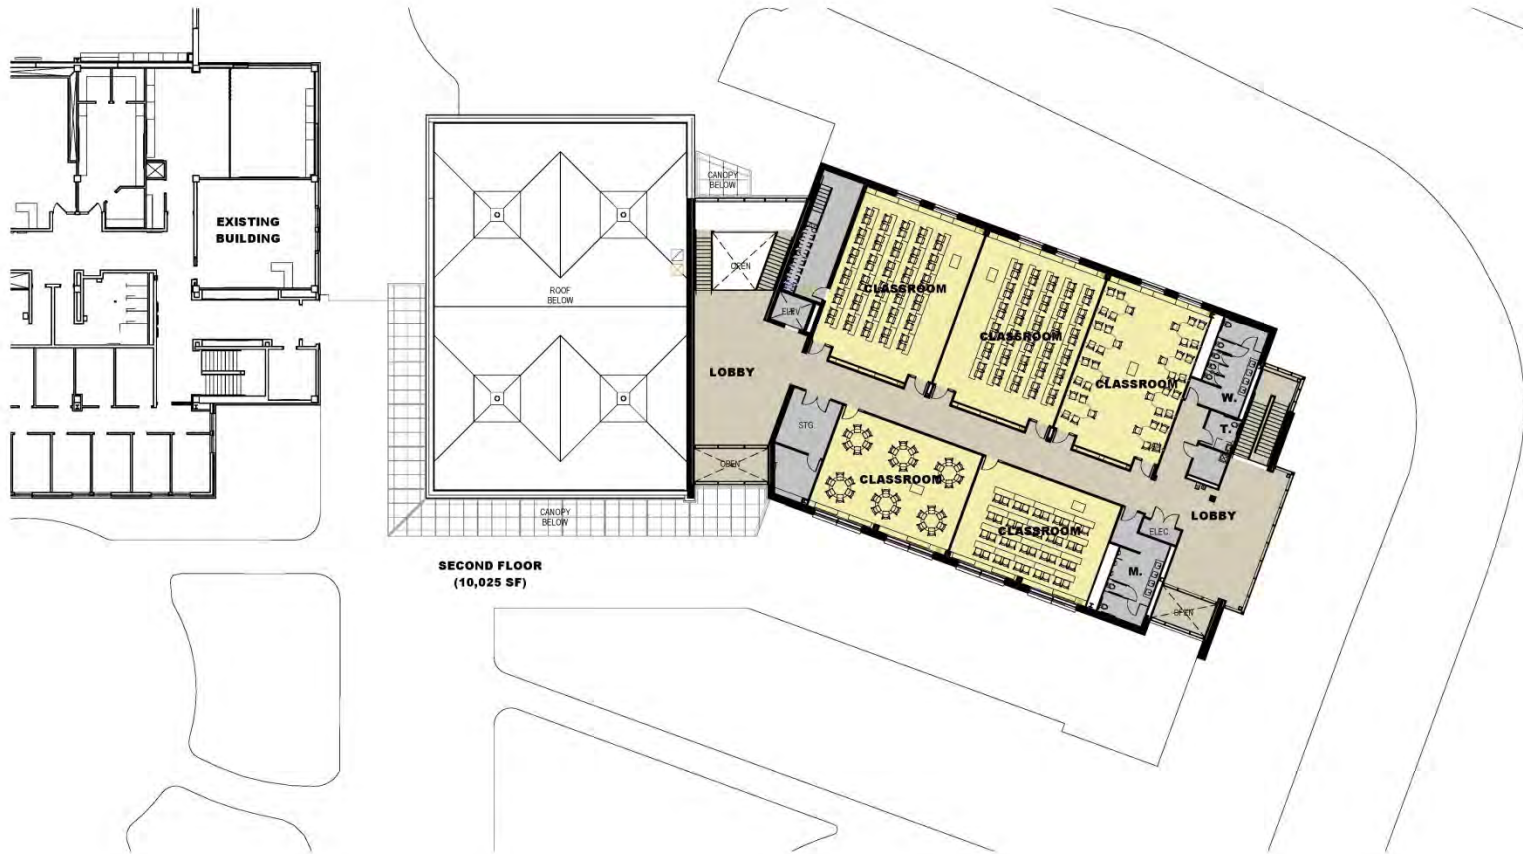 EXISTING
BUILDING
CANOPY
BELOW
OPEN
ROOF
BELOW
ELEV.
CLASSROOM
CLASSROOM
CLASSROOM
LOBBY
W.
T.
STG.
OPEN
CLASSROOM
CLASSROOM
ELEC.
LOBBY
CANOPY
BELOW
M.
OPEN
SECOND FLOOR
(10,025 SF)